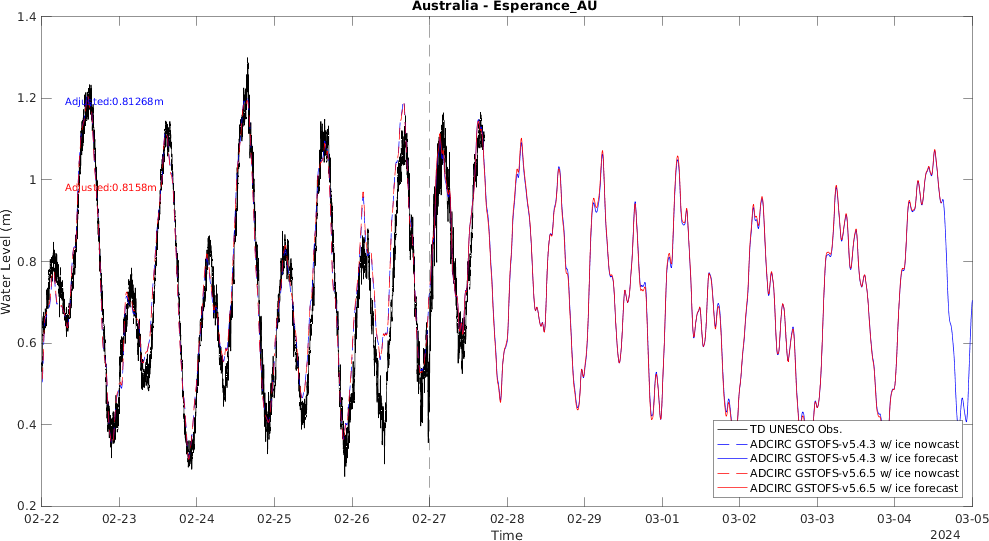 Australia - Esperance_AU
1.4
1.2
1
0.8
0.6
0.4
0.2
Water Level (m)
Adjusted:0.81268m
Adjusted:0.8158m
TD UNESCO Obs.
ADCIRC GSTOFS-v5.4.3 w/ ice nowcast
ADCIRC GSTOFS-v5.4.3 w/ ice forecast
ADCIRC GSTOFS-v5.6.5 w/ ice nowcast
ADCIRC GSTOFS-v5.6.5 w/ ice forecast
02-22 02-23 02-24 02-25 02-26 02-27 02-28 02-29 03-01 03-02 03-03 03-04 03-05
Time
2024